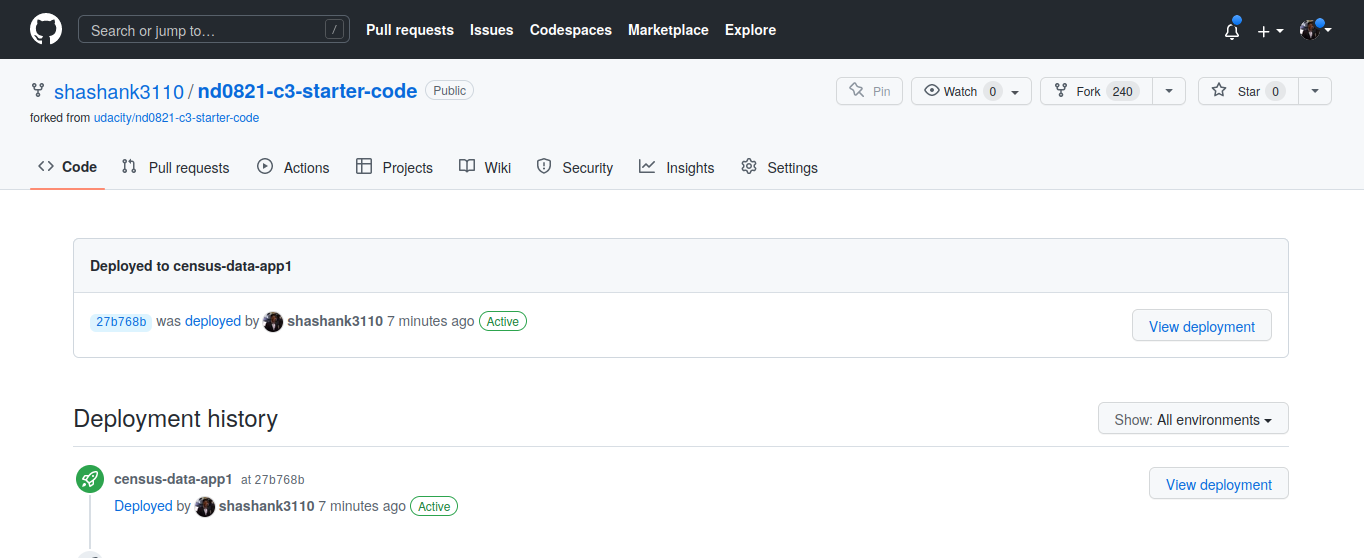 Search or jump to… / Pull requests Issues Codespaces Marketplace Explore
shashank3110 / nd0821-c3-starter-code Public Pin Watch 0 Fork 240 Star 0
forked from udacity/nd0821-c3-starter-code
Code Pull requests Actions Projects Wiki Security Insights Settings
Deployed to census-data-app1
27b768b was deployed by shashank3110 7 minutes ago Active View deployment
Deployment history Show: All environments
census-data-app1 at 27b768b View deployment
Deployed by shashank3110 7 minutes ago Active